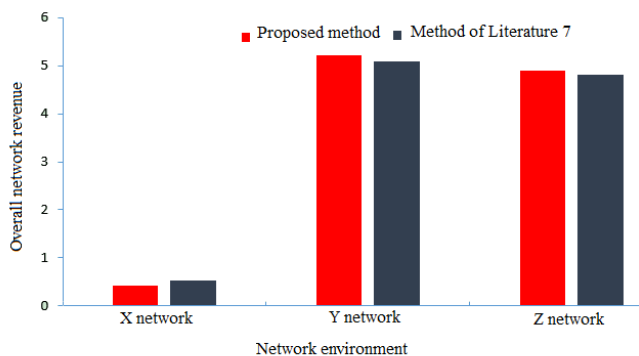 6
Proposed method
Method of Literature 7
5
4
3
2
1
0
Overall network revenue
X network
Y network
Z network
Network environment